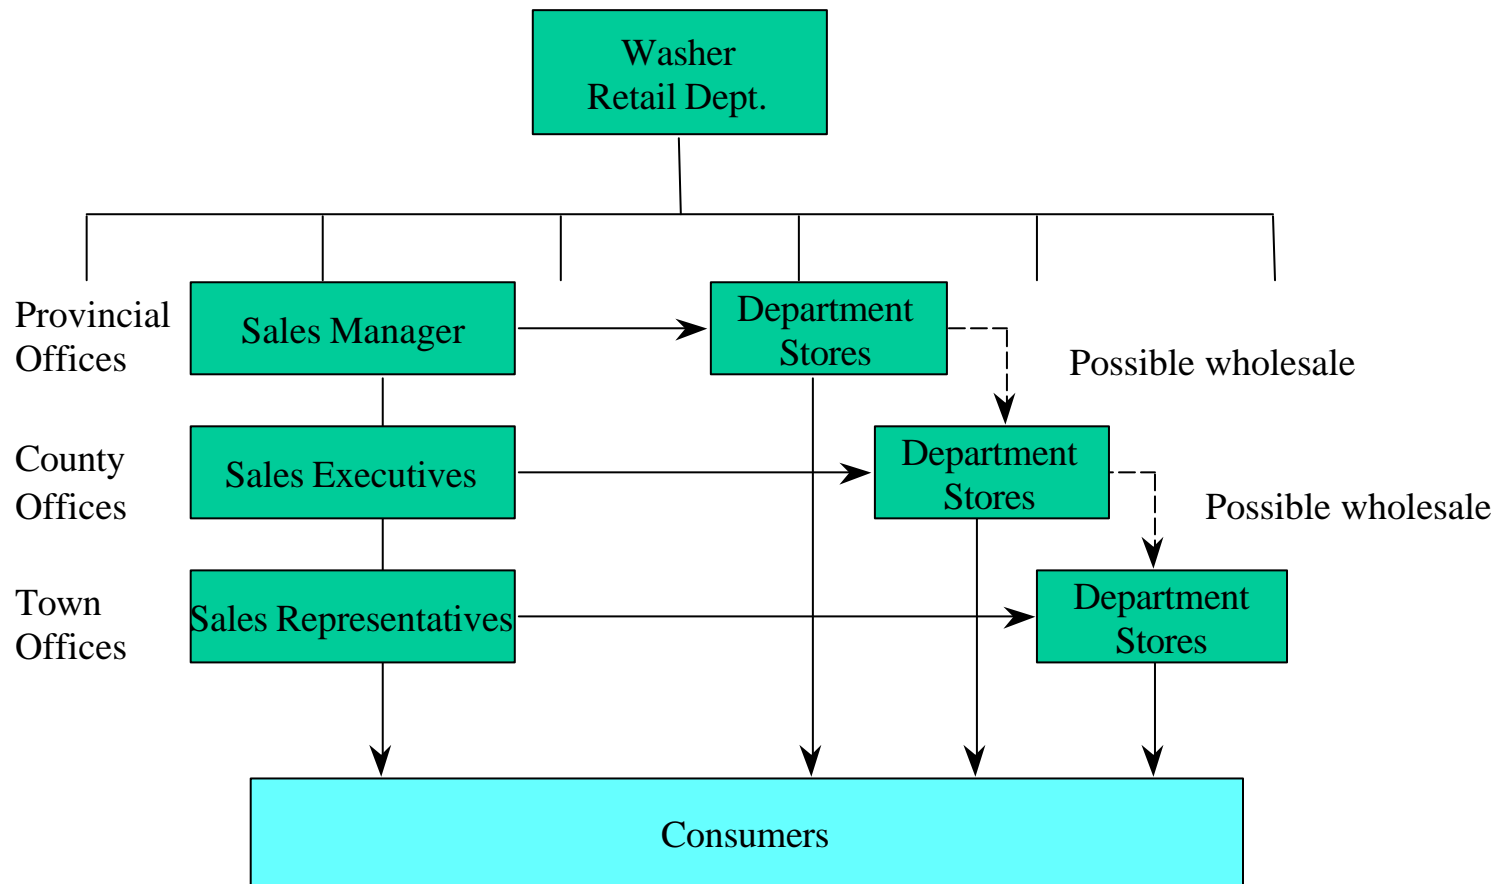 Washer
Retail Dept.
Provincial
Offices
Sales Manager
Department
Stores
Possible wholesale
County
Offices
Sales Executives
Department
Stores
Possible wholesale
Town
Offices
Sales Representatives
Department
Stores
Consumers